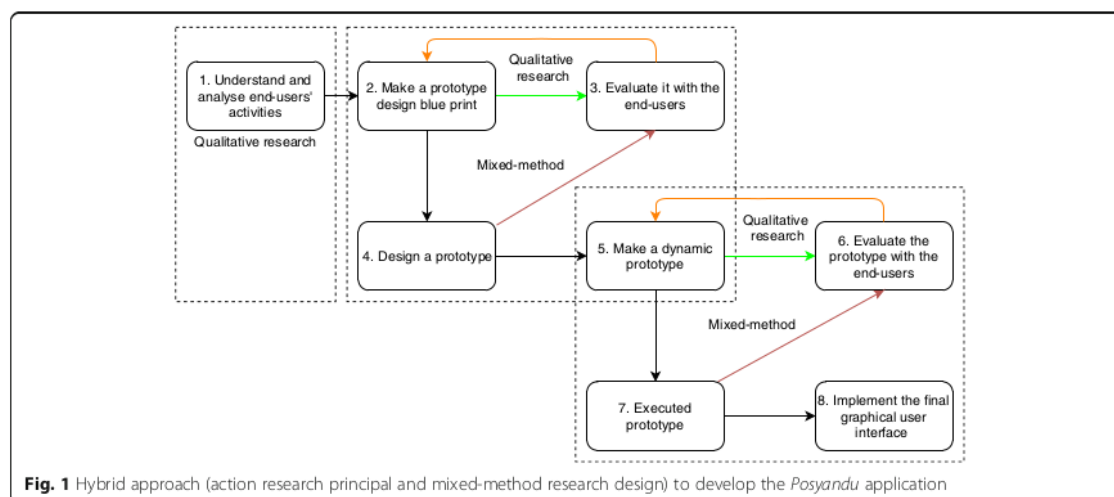 1. Understand and
analyse end-users'
activities
Qualitative research
2. Make a prototype
design blue print
Qualitative
research
3. Evaluate it with the
end-users
Mixed-method
4. Design a prototype
5. Make a dynamic
prototype
Qualitative
research
6. Evaluate the
prototype with the
end-users
Mixed-method
7. Executed
prototype
8. Implement the final
graphical user
interface
Fig. 1 Hybrid approach (action research principal and mixed-method research design) to develop the Posyandu application